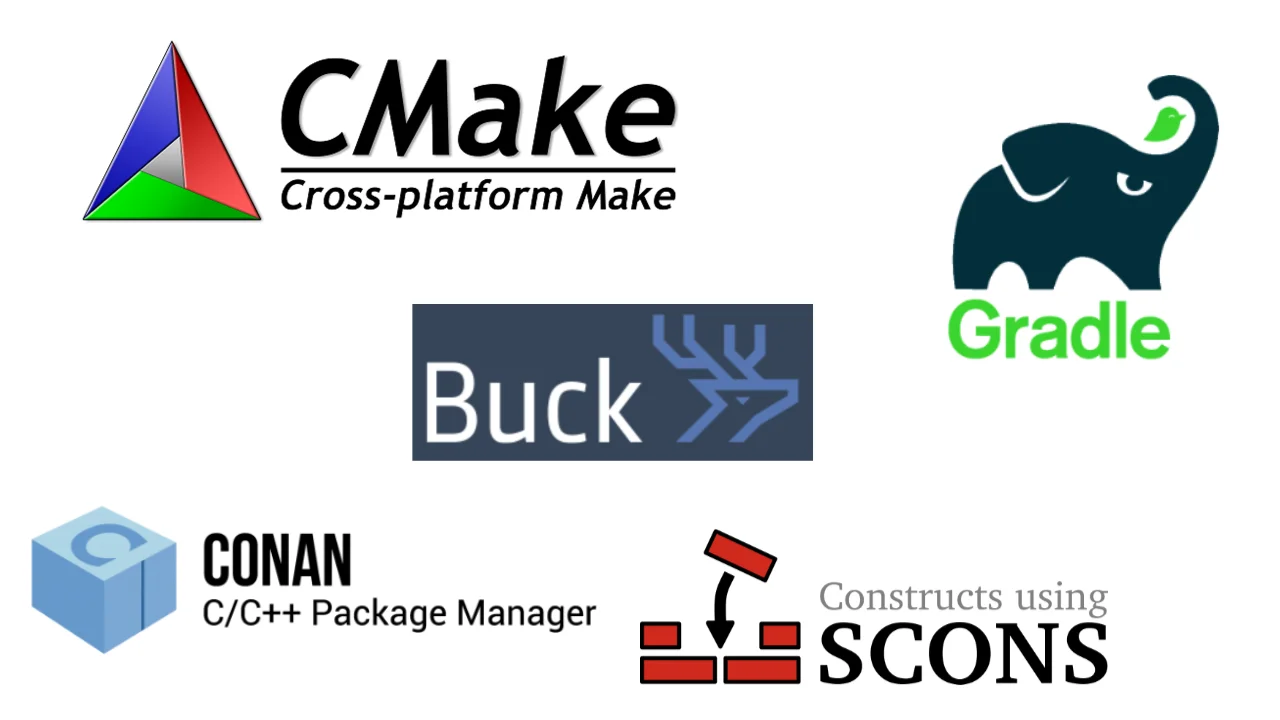 CMake
Cross-platform Make
Gradle
Buck
CONAN
C/C++ Package Manager
Constructs using
SCONS